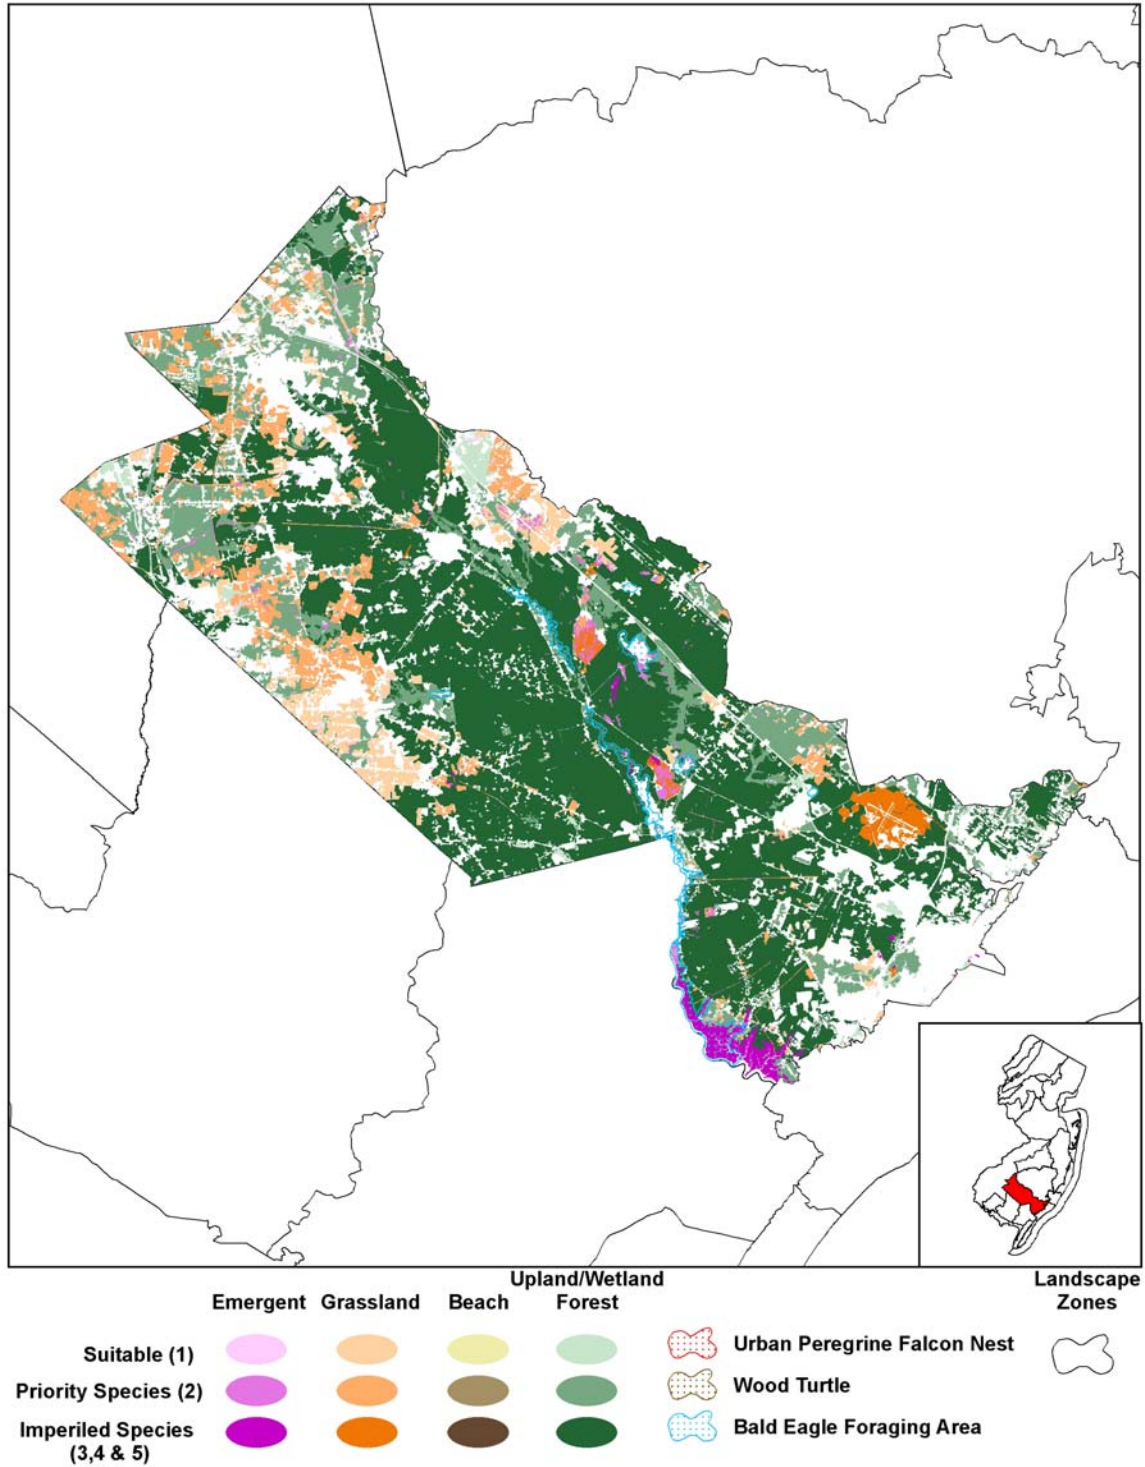 Upland/Wetland
Landscape
Zones
Emergent Grassland Beach Forest
Suitable (1)
Urban Peregrine Falcon Nest
Priority Species (2)
Wood Turtle
Imperiled Species
(3,4 & 5)
Bald Eagle Foraging Area